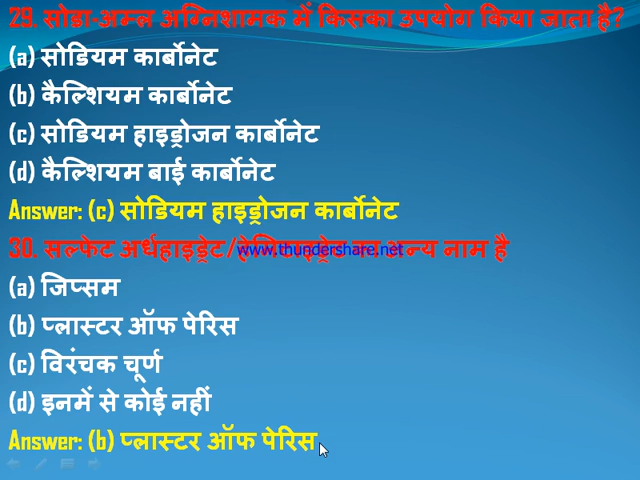 29. सोडा-अम्ल अग्निशामक में किसका उपयोग किया जाता है?
(a) सोडियम कार्बोनेट
(b) कैल्शियम कार्बोनेट
(c) सोडियम हाइड्रोजन कार्बोनेट
(d) कैल्शियम बाई कार्बोनेट
Answer: (c) सोडियम हाइड्रोजन कार्बोनेट
30. सल्फेट अर्धहाइड्रेट/ अन्य नाम है
www.thundershare.net
(a) जिप्सम
(b) प्लास्टर ऑफ पेरिस
(c) विरंचक चूर्ण
(d) इनमें से कोई नहीं
Answer: (b) प्लास्टर ऑफ पेरिस